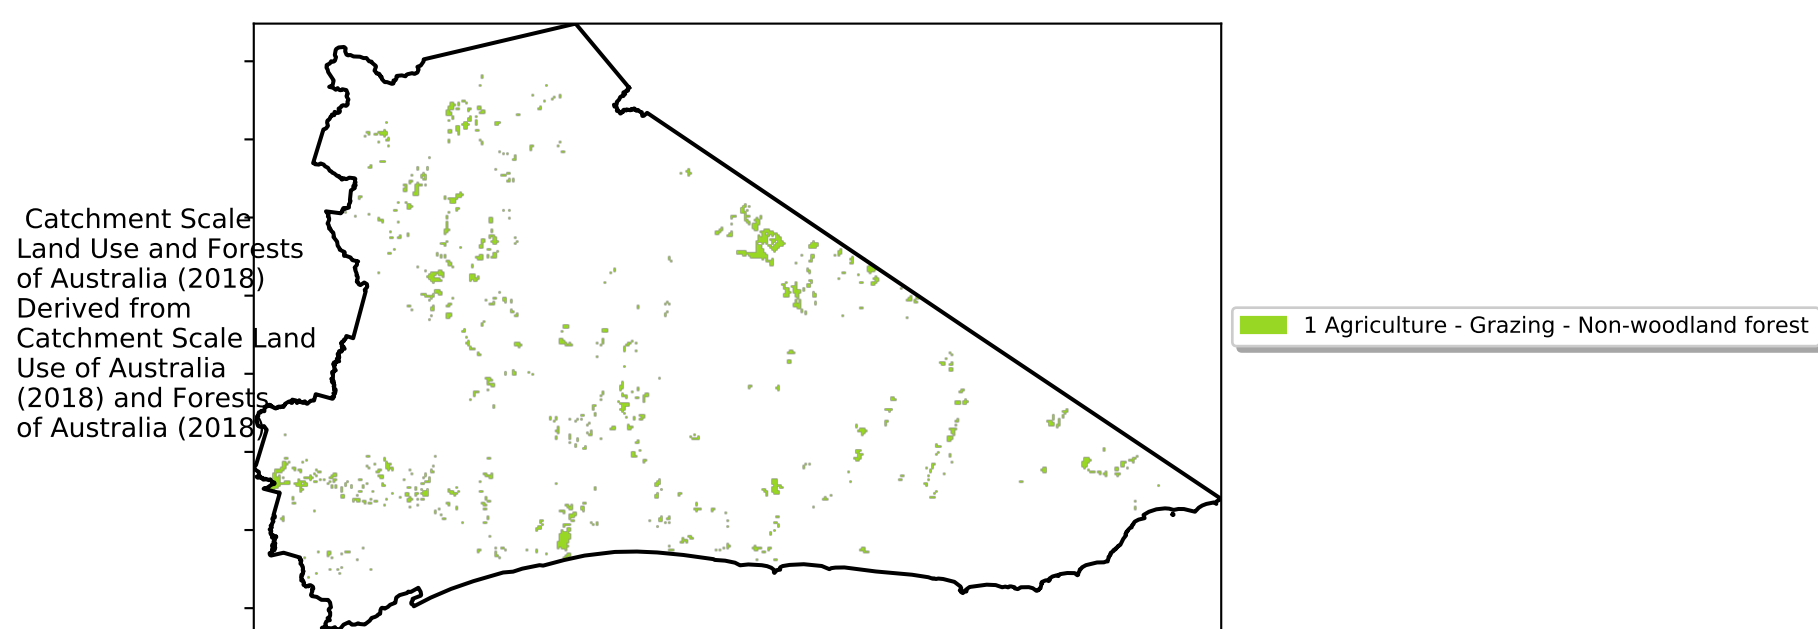 Catchment Scale
Land Use and Forests
of Australia (2018)
Derived from
Catchment Scale Land
Use of Australia
(2018) and Forests
of Australia (2018)
1 Agriculture - Grazing - Non-woodland forest